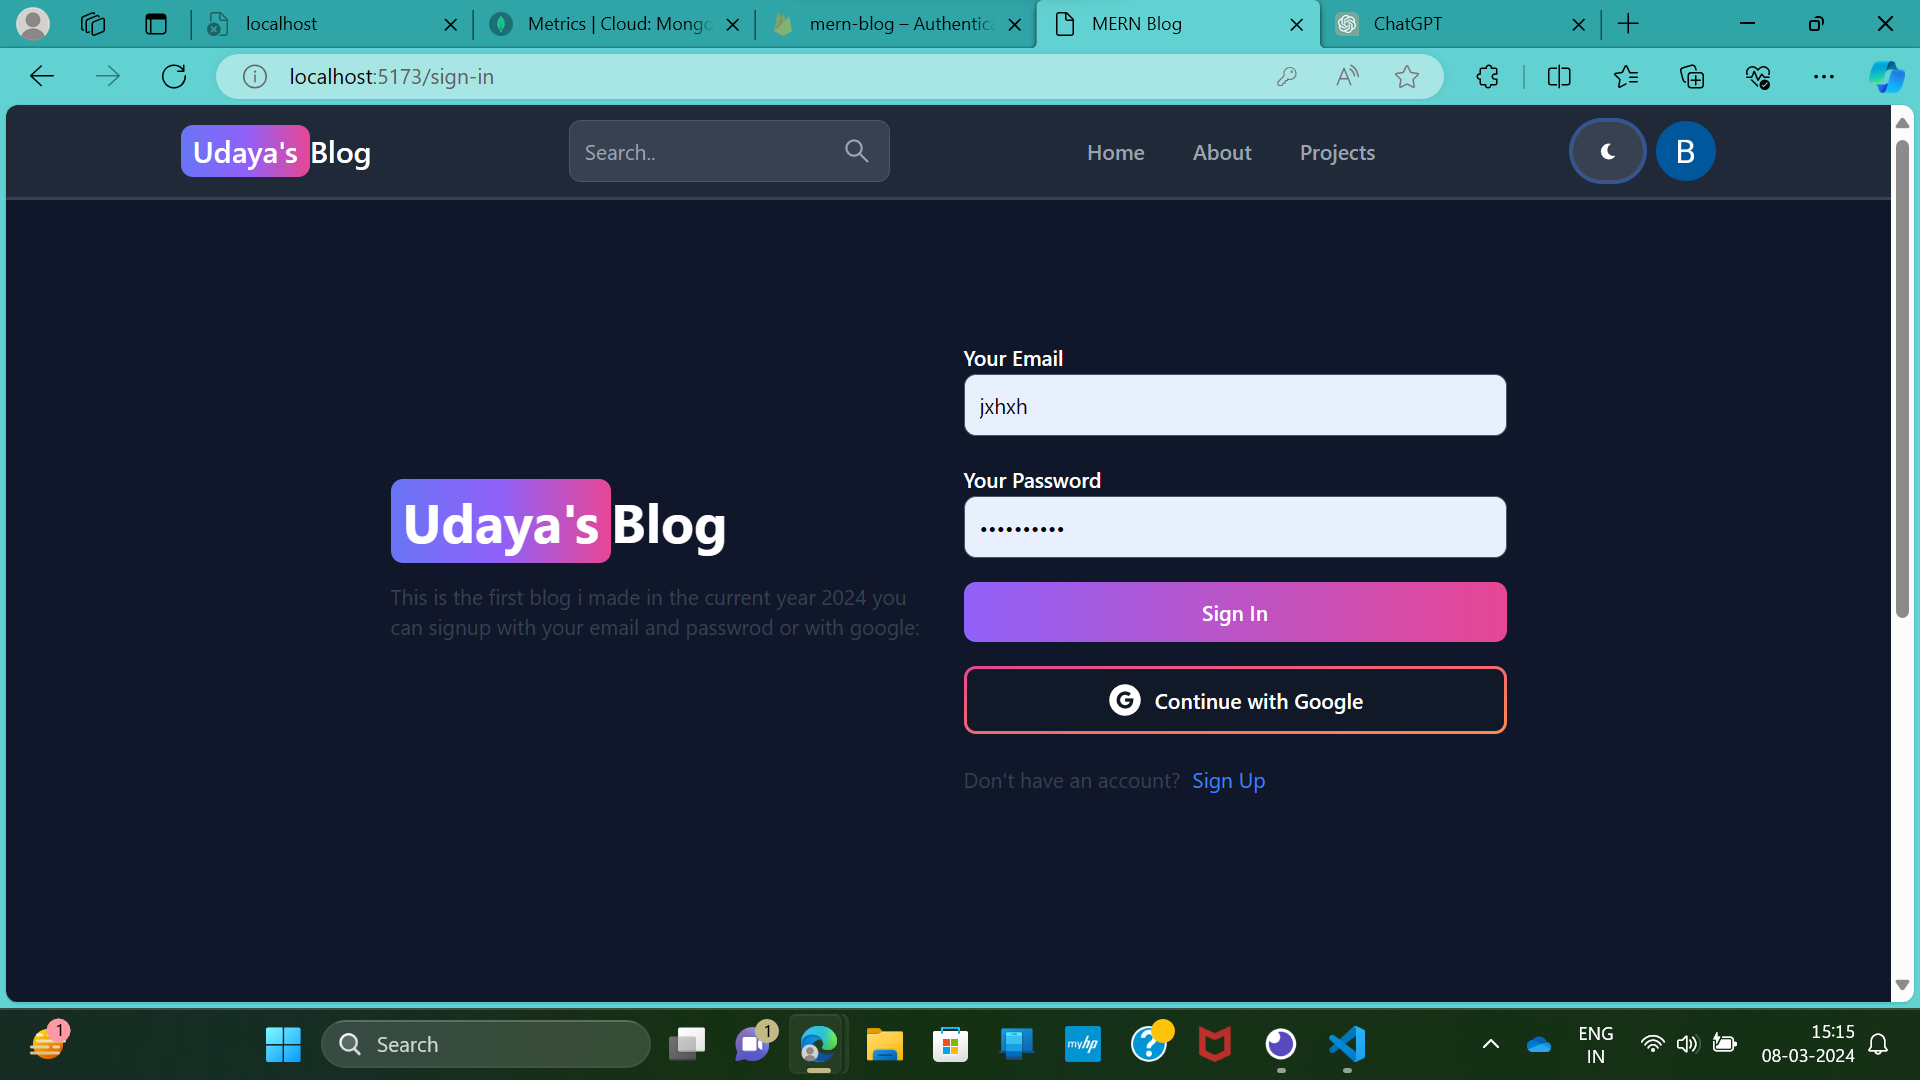 localhost
Metrics | Cloud: Mongo
mern-blog – Authentica
MERN Blog
ChatGPT
localhost:5173/sign-in
Udaya's Blog
Search..
Home
About
Projects
B
Your Email
jxhxh
Your Password
••••••••••
Udaya's Blog
This is the first blog i made in the current year 2024 you
can signup with your email and passwrod or with google:
Sign In
G Continue with Google
Don't have an account? Sign Up
1
Search
1
myhp
ENG
IN
15:15
08-03-2024